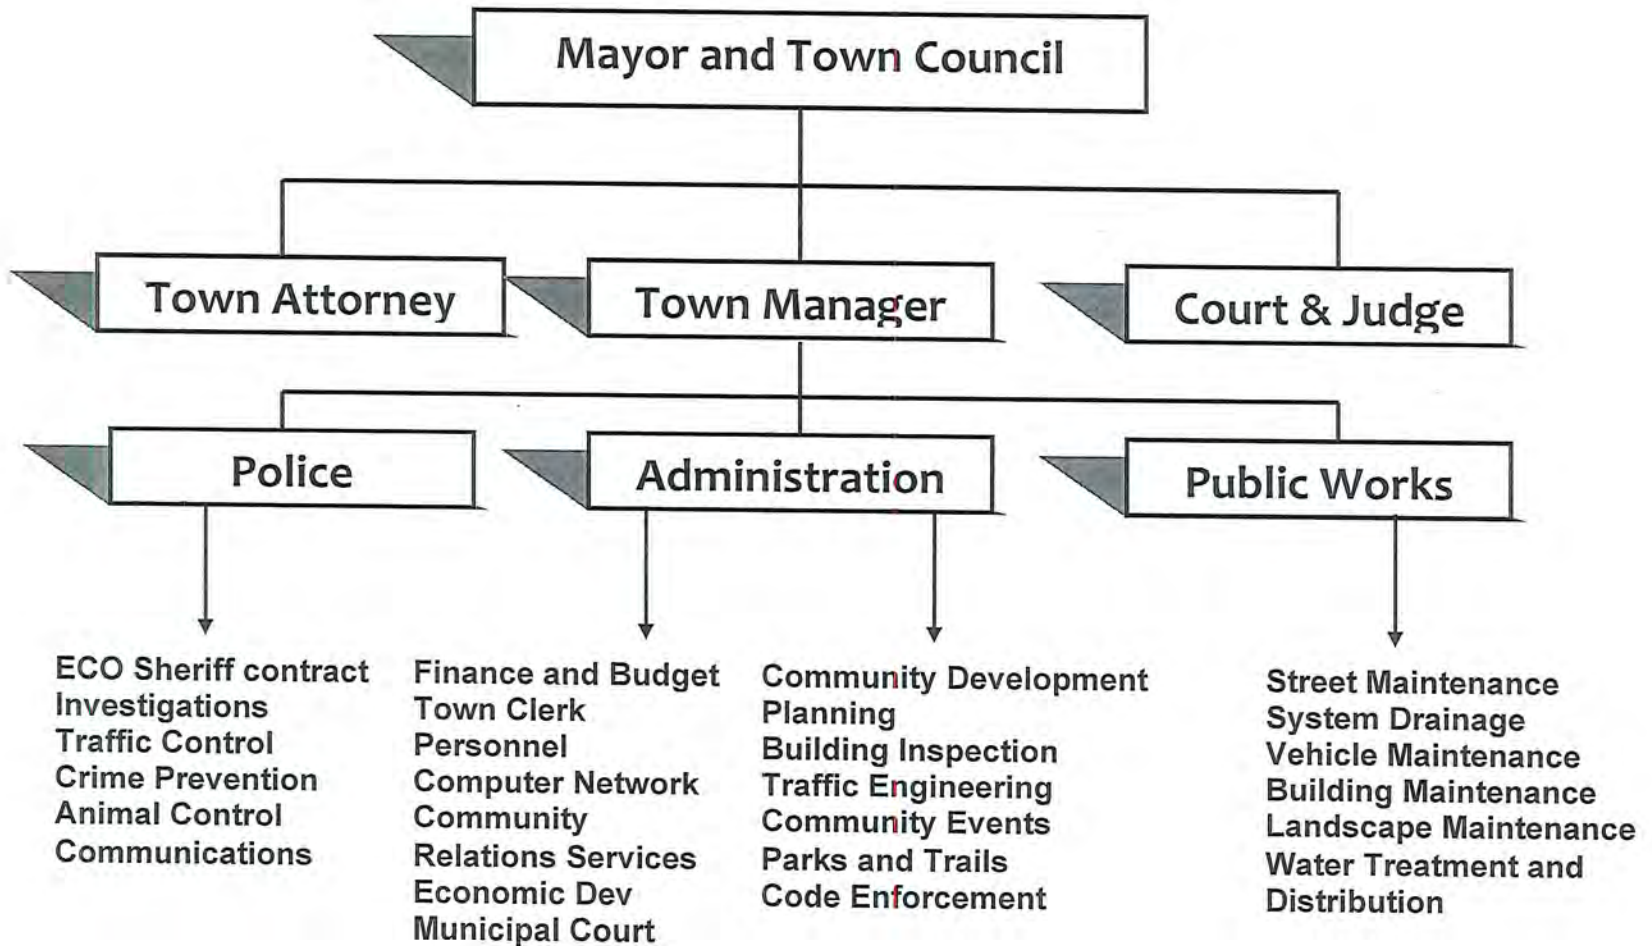 Mayor and Town Council
Town Attorney
Town Manager
Court & Judge
Police
Administration
Public Works
ECO Sheriff contract
Investigations
Traffic Control
Crime Prevention
Animal Control
Communications
Finance and Budget
Town Clerk
Personnel
Computer Network
Community
Relations Services
Economic Dev
Municipal Court
Community Development
Planning
Building Inspection
Traffic Engineering
Community Events
Parks and Trails
Code Enforcement
Street Maintenance
System Drainage
Vehicle Maintenance
Building Maintenance
Landscape Maintenance
Water Treatment and
Distribution